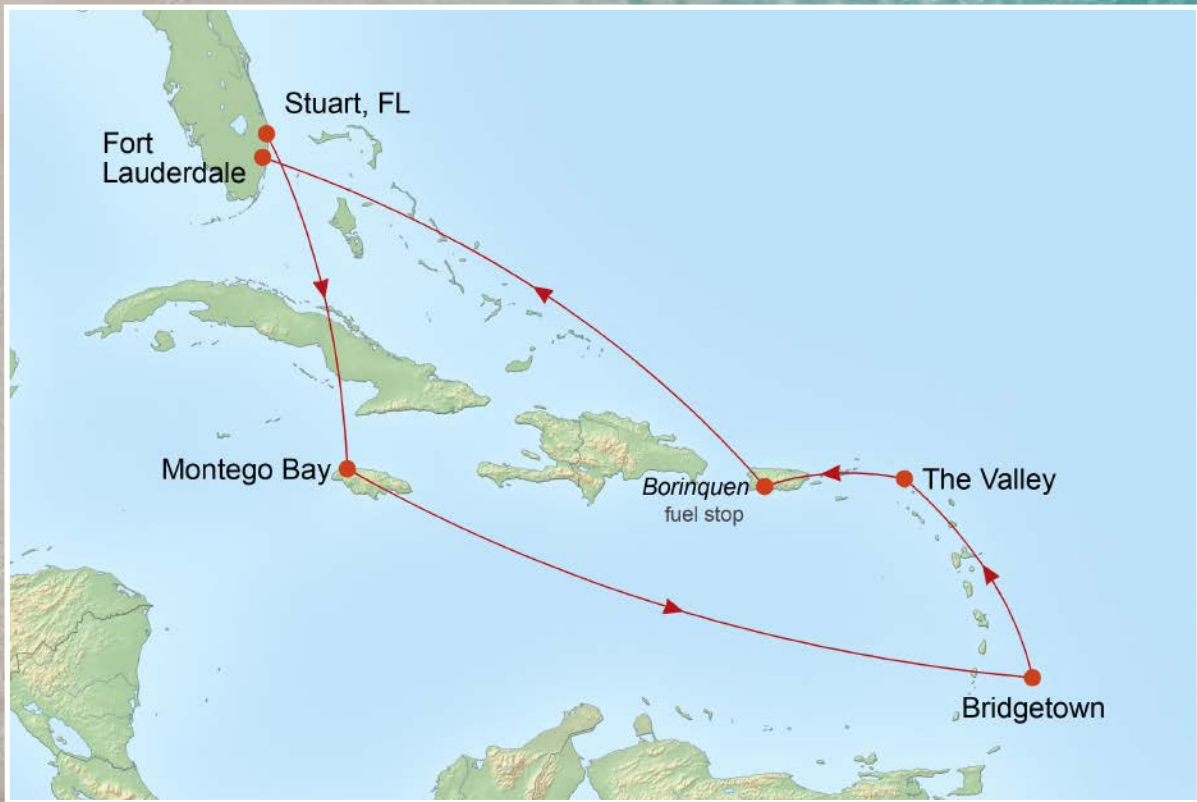 Stuart, FL
Fort
Lauderdale
Montego Bay
Borinquen
fuel stop
The Valley
Bridgetown